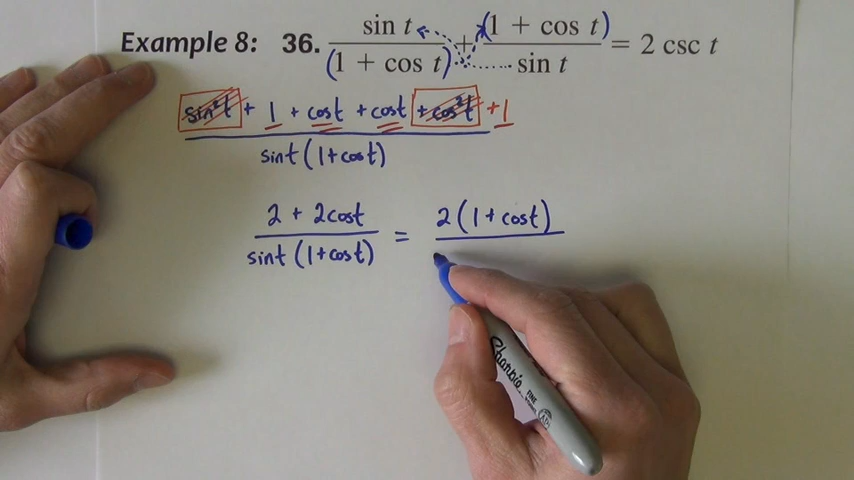 Example 8: 36. sin t / (1 + cos t) + (1 + cos t) / sin t = 2 csc t
sin²t + 1 + cost + cost + cos²t + 1
sint (1+cost)
2 + 2cost = 2 (1 + cost)
sint (1+cost)
Sharpie
FINE